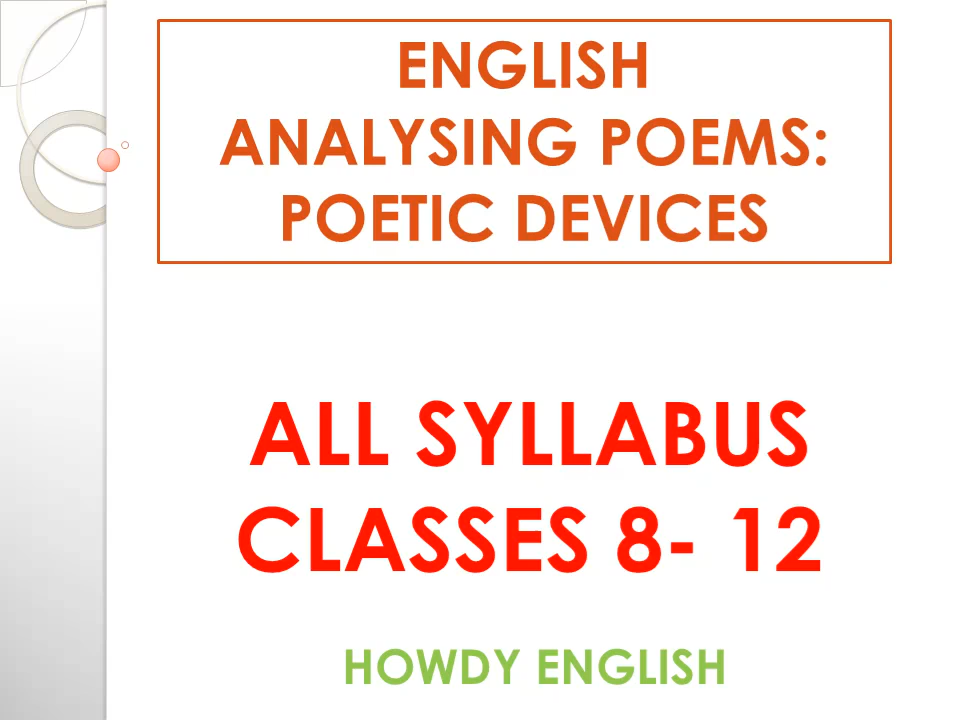 ENGLISH
ANALYSING POEMS:
POETIC DEVICES
ALL SYLLABUS
CLASSES 8- 12
HOWDY ENGLISH